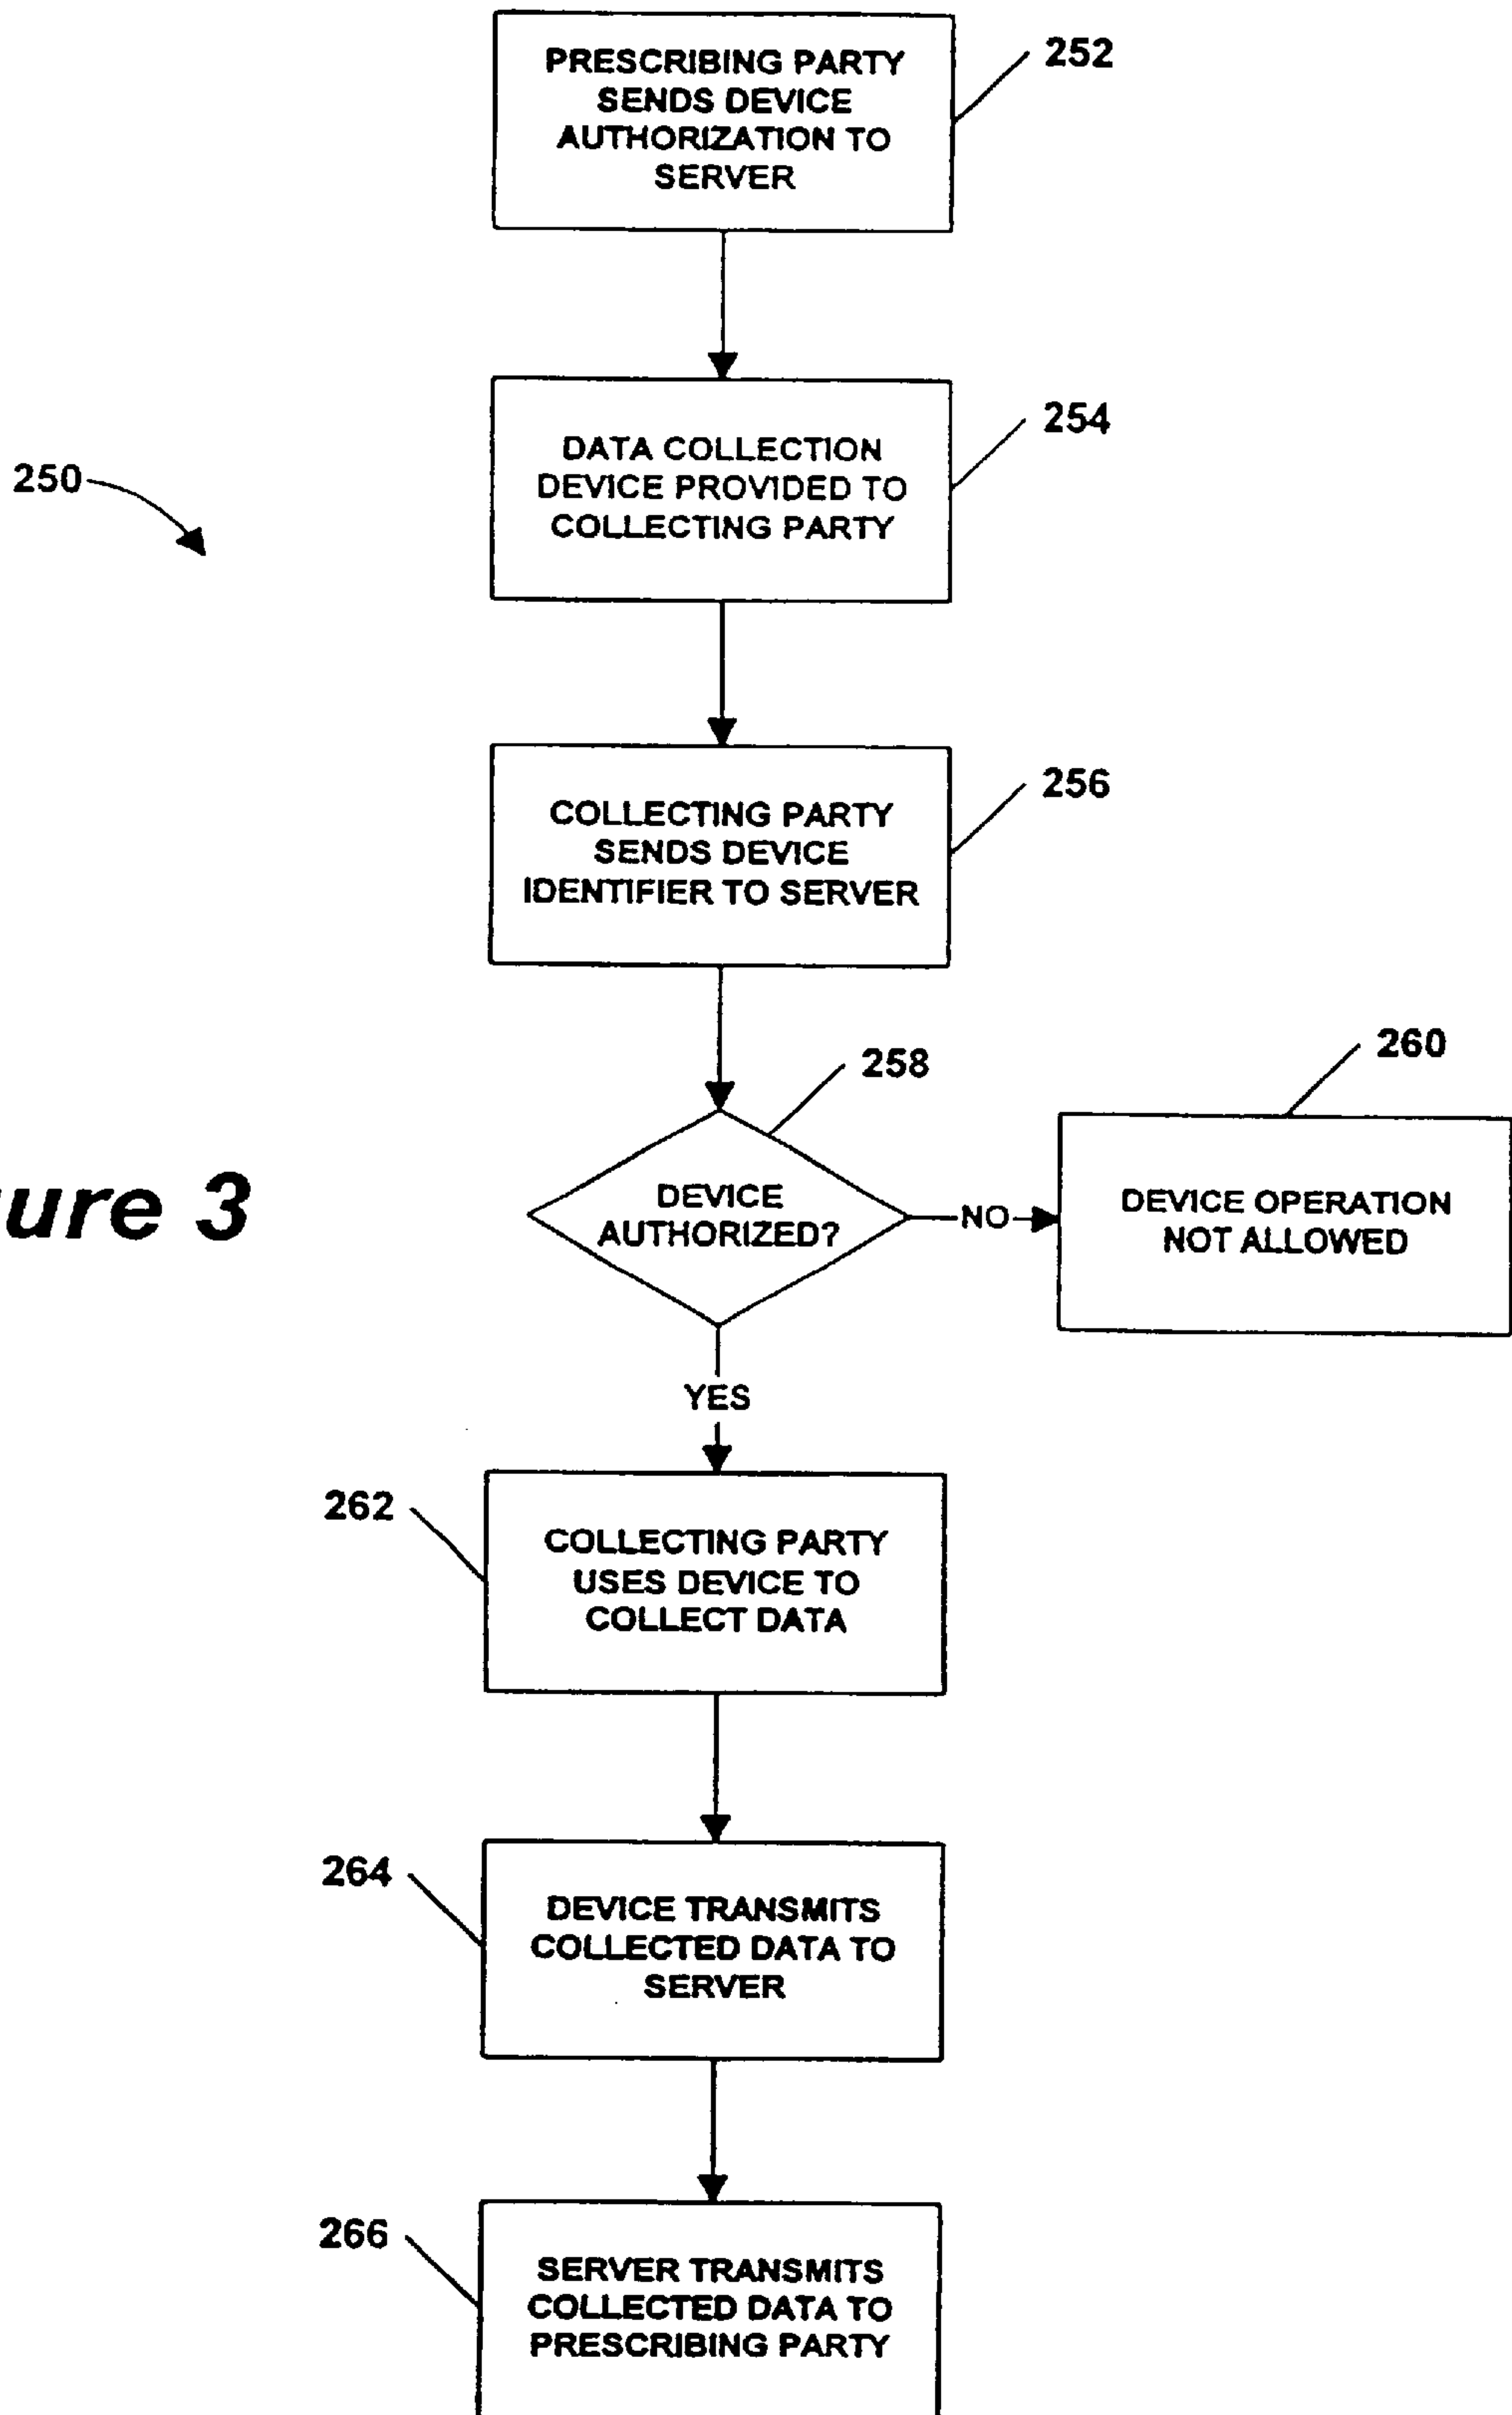 PRESCRIBING PARTY
SENDS DEVICE
AUTHORIZATION TO
SERVER
252
DATA COLLECTION
DEVICE PROVIDED TO
COLLECTING PARTY
254
250
COLLECTING PARTY
SENDS DEVICE
IDENTIFIER TO SERVER
256
258
260
DEVICE
AUTHORIZED?
NO
DEVICE OPERATION
NOT ALLOWED
ure 3
YES
262
COLLECTING PARTY
USES DEVICE TO
COLLECT DATA
264
DEVICE TRANSMITS
COLLECTED DATA TO
SERVER
266
SERVER TRANSMITS
COLLECTED DATA TO
PRESCRIBING PARTY